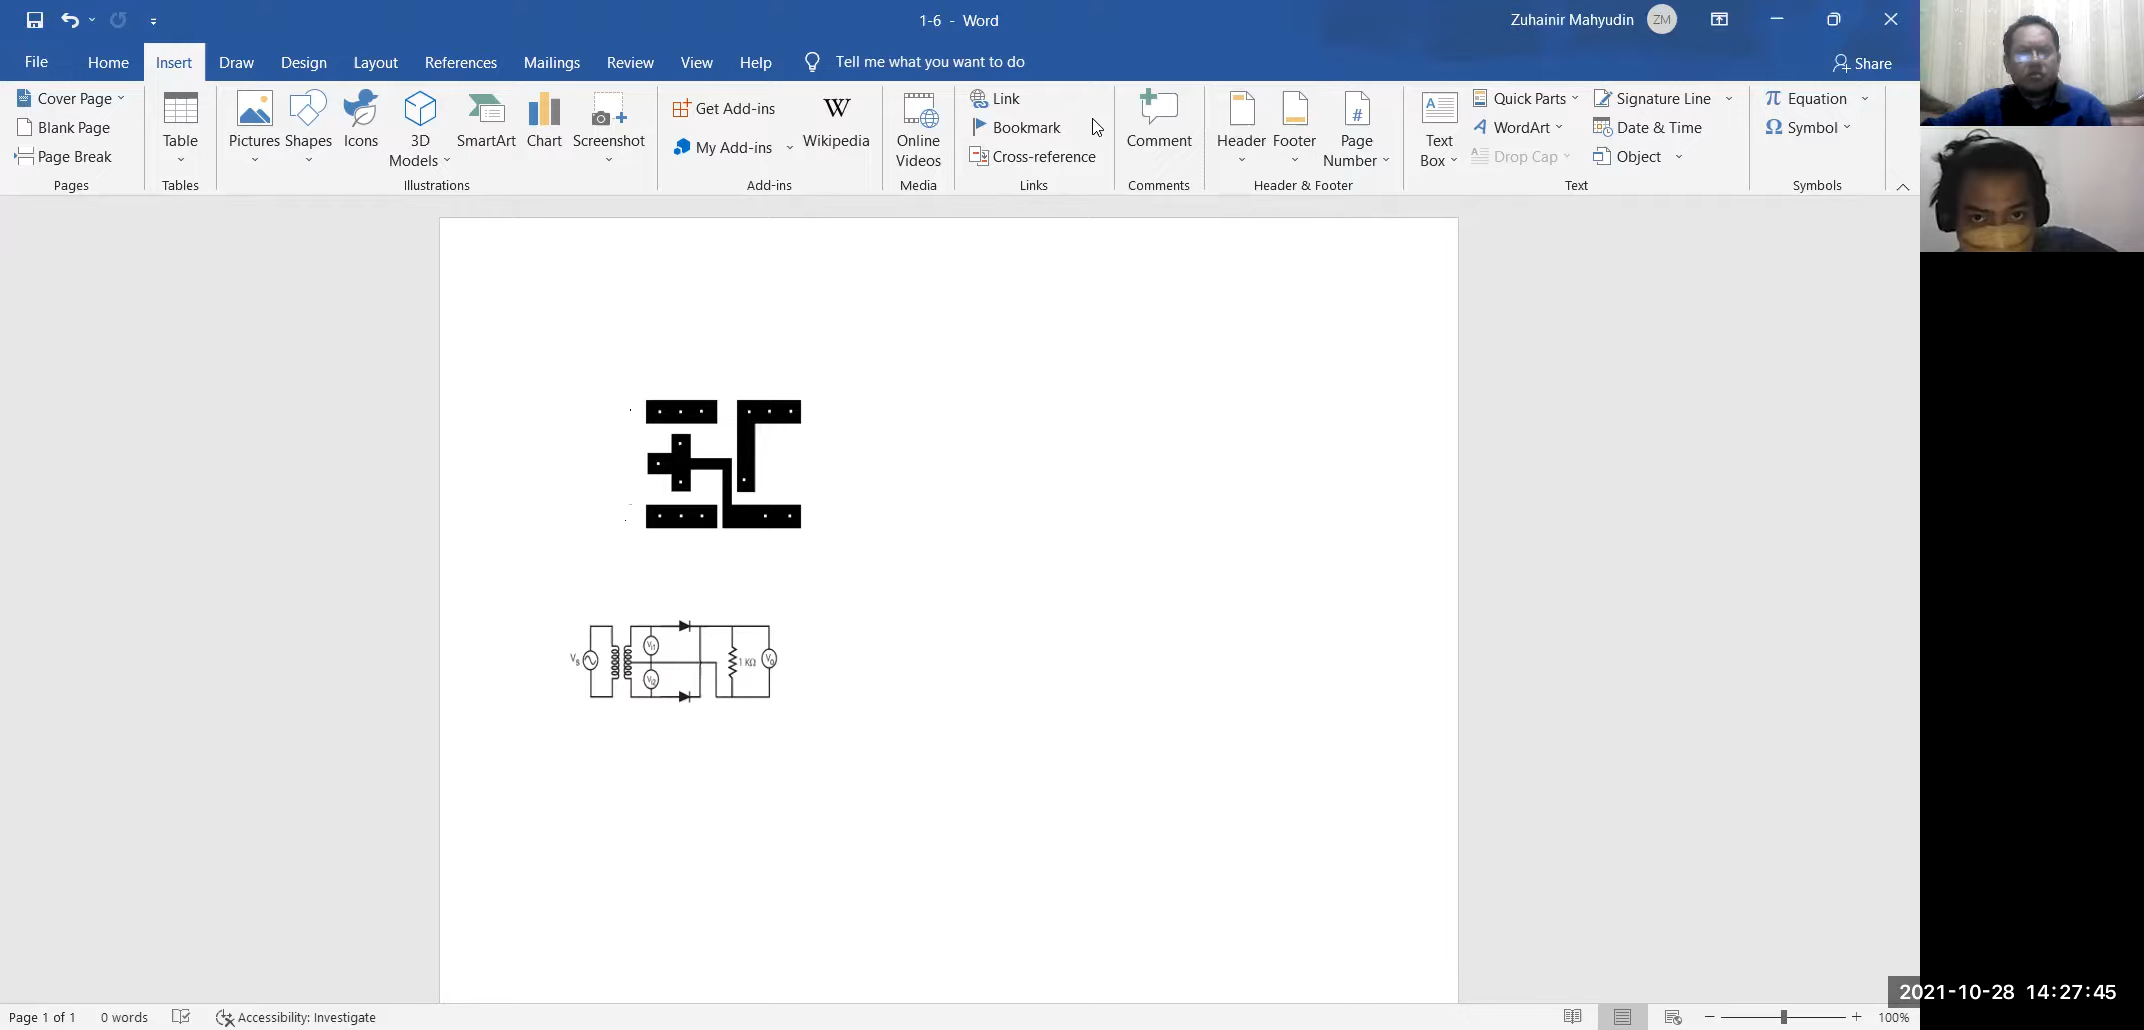 1-6 - Word
Zuhainir Mahyudin
ZM
File Home Insert Draw Design Layout References Mailings Review View Help Tell me what you want to do
Share
Cover Page
Blank Page
Page Break
Pages
Table
Tables
Pictures
Shapes
Icons
3D
Models
SmartArt
Chart
Screenshot
Illustrations
Get Add-ins
My Add-ins
W
Wikipedia
Add-ins
Online
Videos
Media
Link
Bookmark
Cross-reference
Links
Comment
Comments
Header
Footer
#
Page
Number
Header & Footer
A
Text
Box
Quick Parts
WordArt
Drop Cap
Signature Line
Date & Time
Object
Text
π Equation
Ω Symbol
Symbols
Vs
Vi1
Vi2
1 KΩ
Vo
2021-10-28 14:27:45
Page 1 of 1
0 words
Accessibility: Investigate
100%